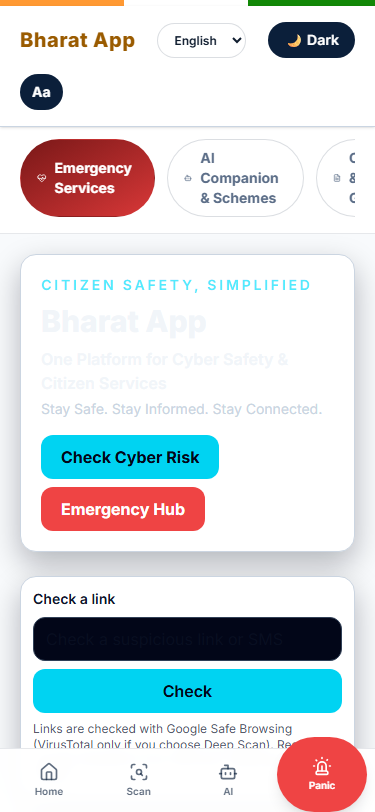 Bharat App
English
🌙 Dark
Aa
Emergency
Services
AI
Companion
& Schemes
CITIZEN SAFETY, SIMPLIFIED
Bharat App
One Platform for Cyber Safety &
Citizen Services
Stay Safe. Stay Informed. Stay Connected.
Check Cyber Risk
Emergency Hub
Check a link
Check a suspicious link or SMS
Check
Links are checked with Google Safe Browsing
(VirusTotal only if you choose Deep Scan).
Home
Scan
AI
Panic